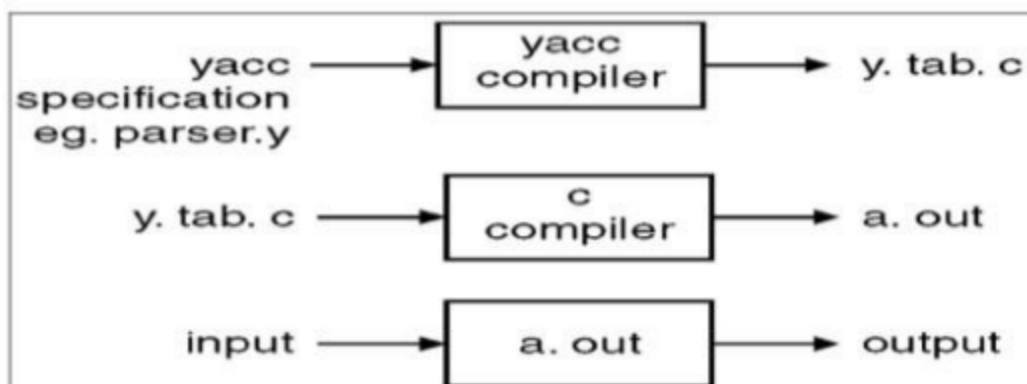 yacc
specification
eg. parser.y
yacc
compiler
y. tab. c
y. tab. c
c
compiler
a. out
input
a. out
output